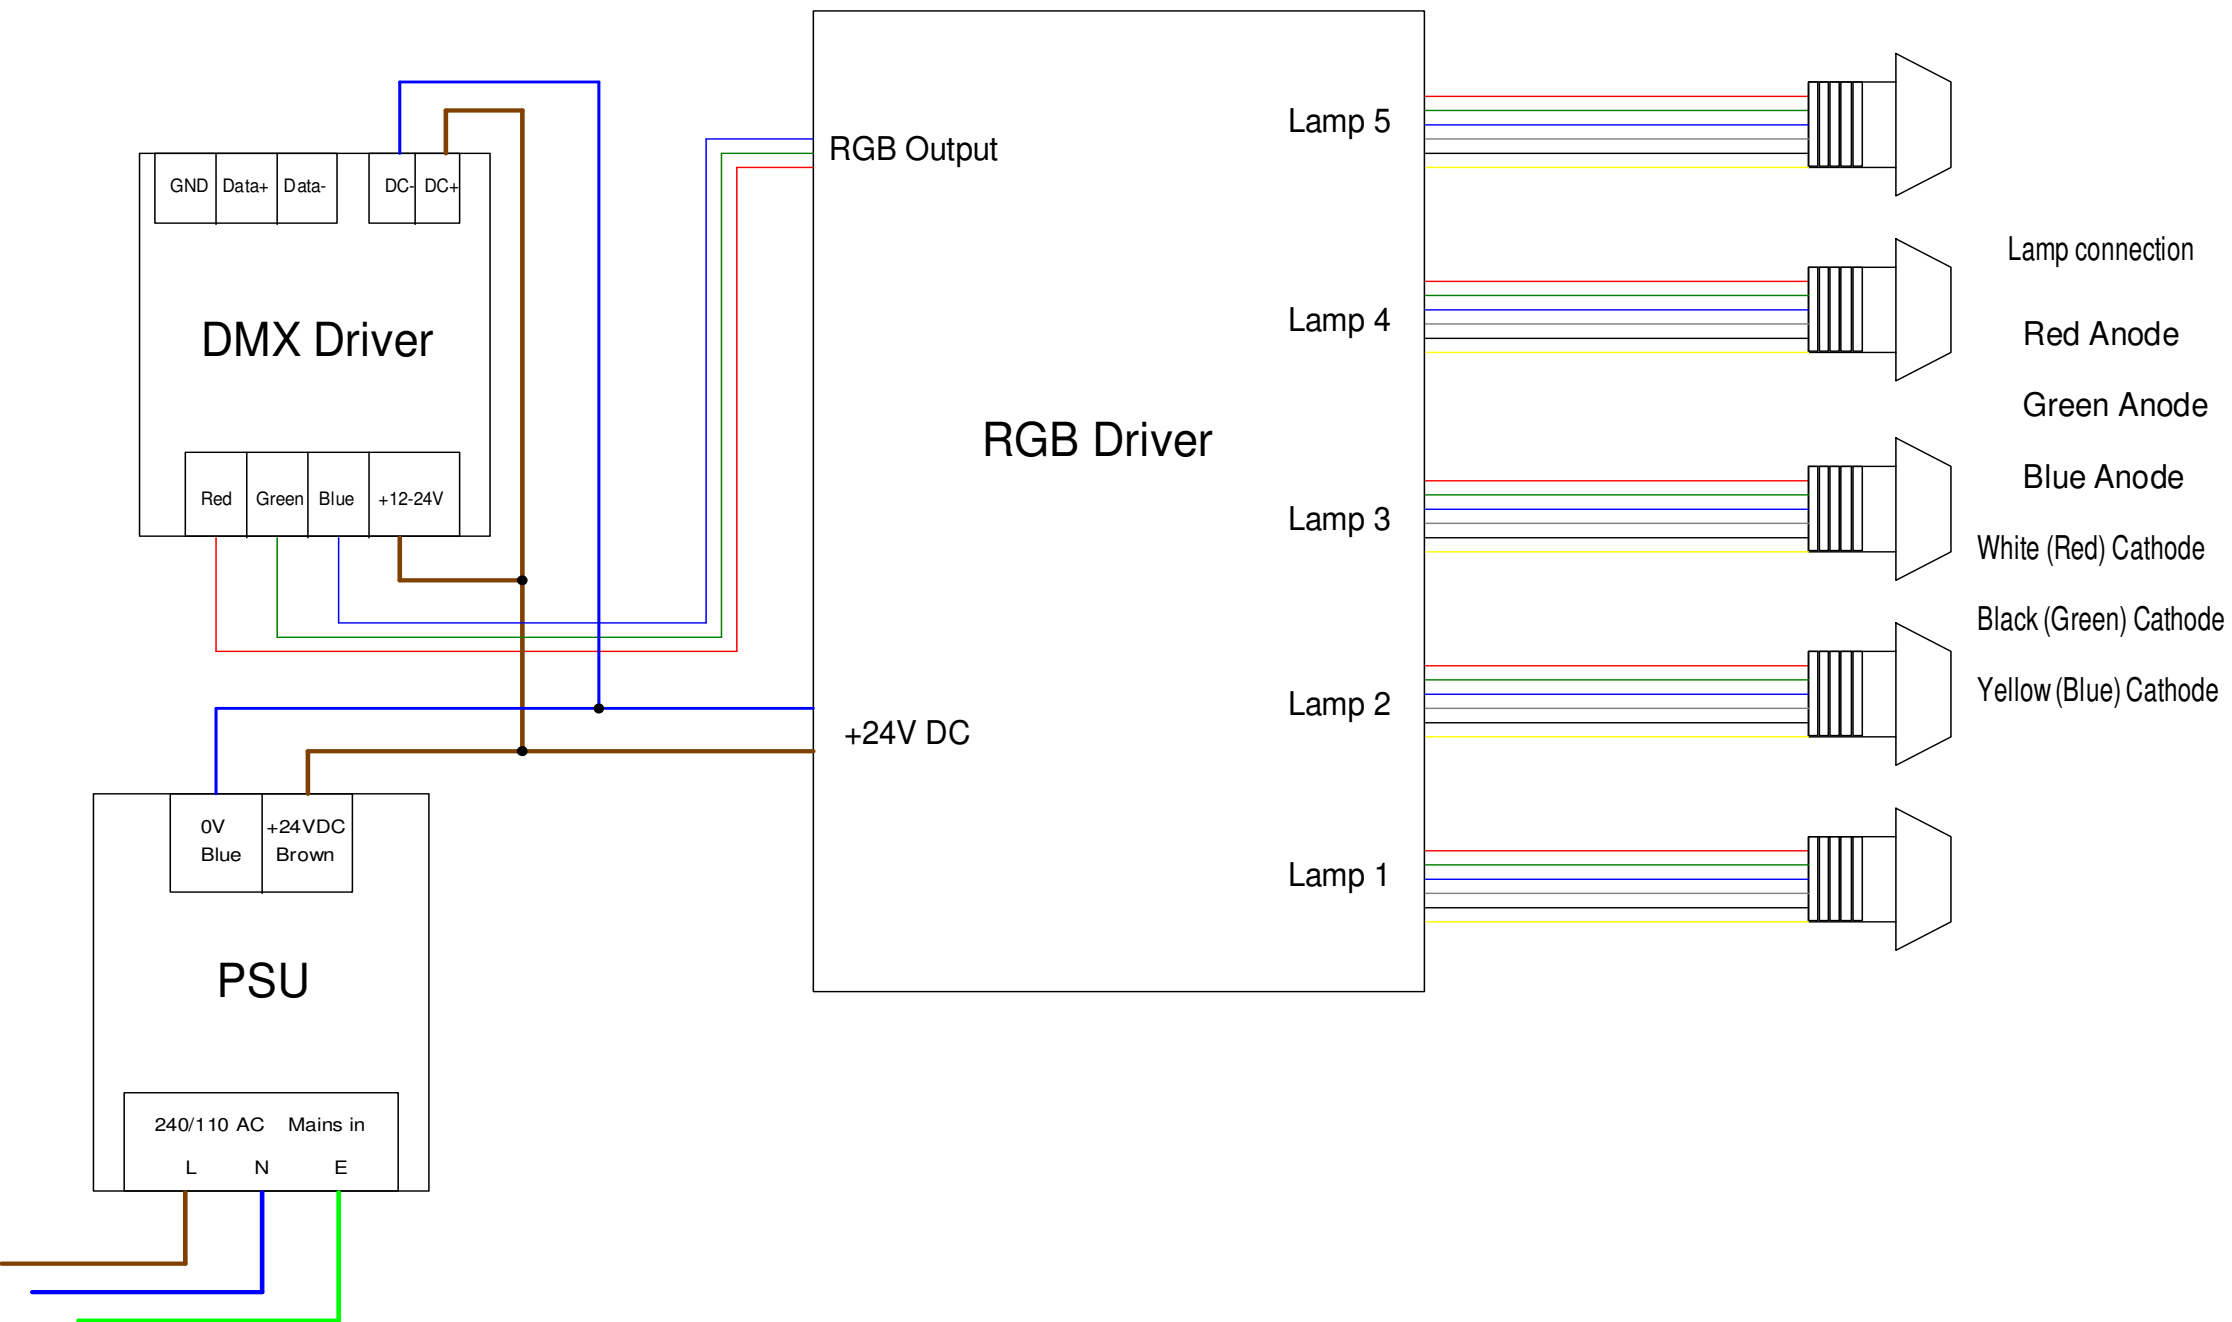 RGB Output
Lamp 5
GND Data+ Data- DC- DC+
Lamp connection
DMX Driver
Lamp 4
Red Anode
Green Anode
RGB Driver
Blue Anode
Red Green Blue +12-24V
Lamp 3
White (Red) Cathode
Black (Green) Cathode
Yellow (Blue) Cathode
Lamp 2
+24V DC
0V +24VDC
Blue Brown
Lamp 1
PSU
240/110 AC Mains in
L N E